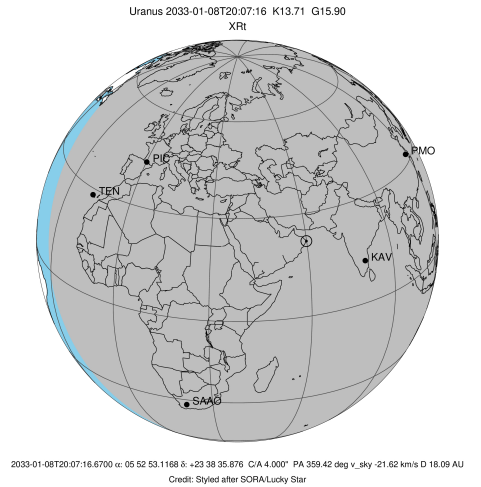 Uranus 2033-01-08T20:07:16 K13.71 G15.90
XRt
PMO
PIC
TEN
KAV
SAAO
2033-01-08T20:07:16.6700 α: 05 52 53.1168 δ: +23 38 35.876 C/A 4.000" PA 359.42 deg v_sky -21.62 km/s D 18.09 AU
Credit: Styled after SORA/Lucky Star